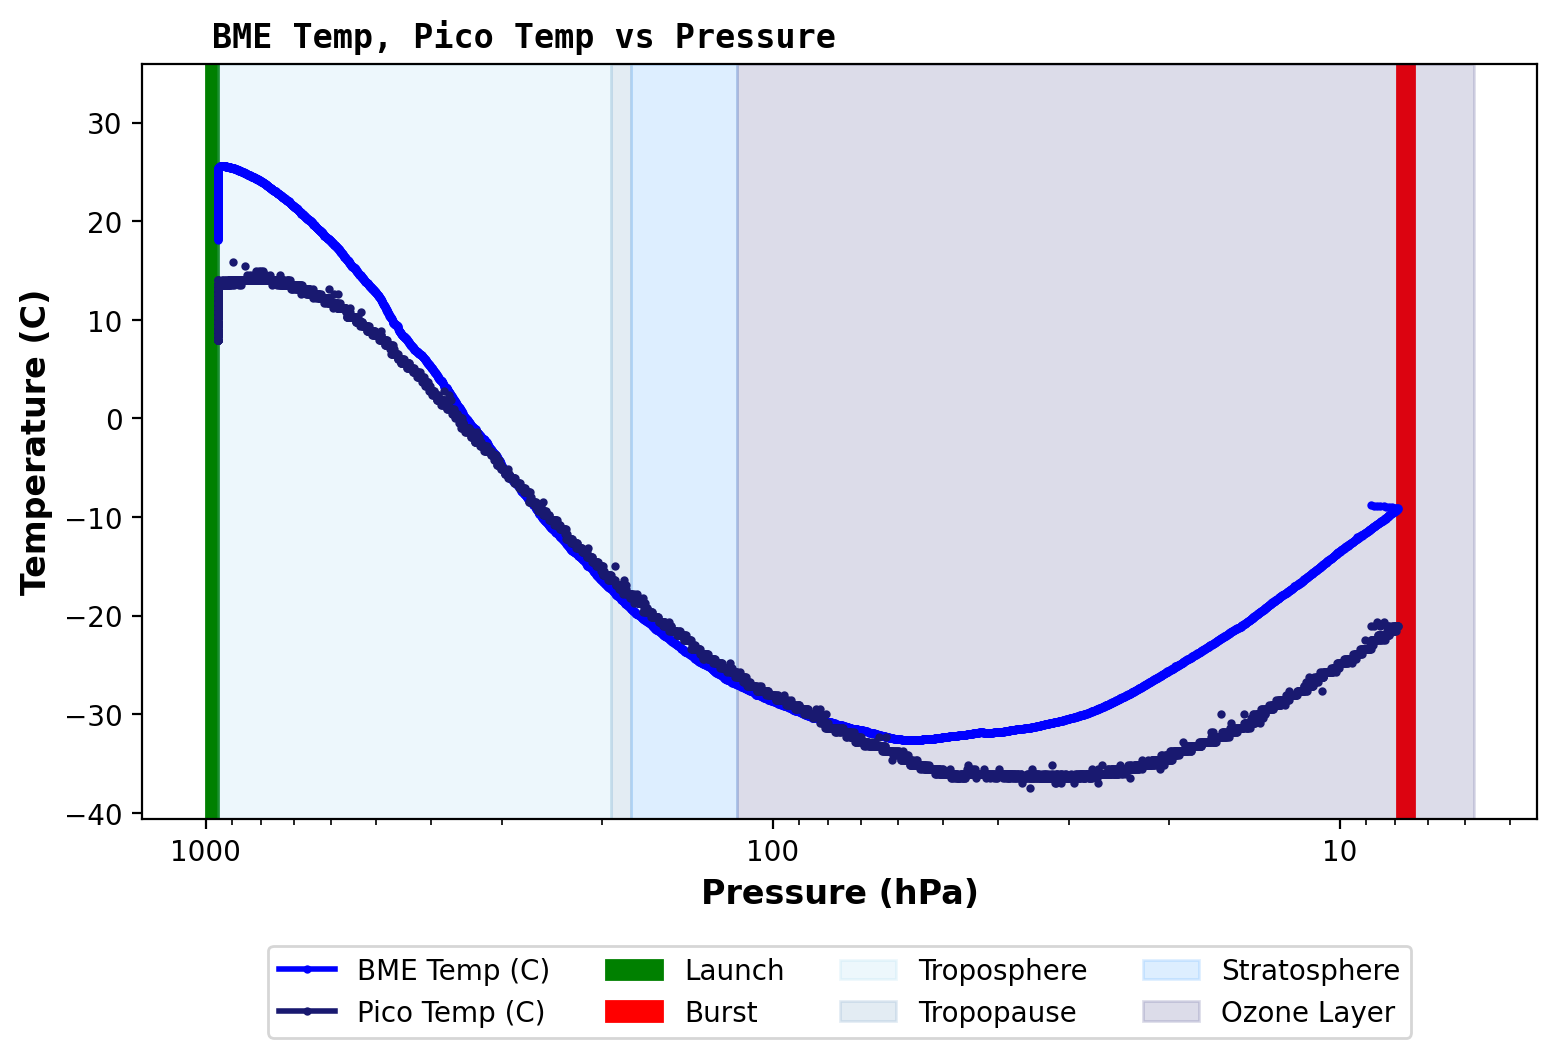 BME Temp, Pico Temp vs Pressure
Temperature (C)
30
20
10
0
−10
−20
−30
−40
1000 100 10
Pressure (hPa)
BME Temp (C) Launch Troposphere Stratosphere
Pico Temp (C) Burst Tropopause Ozone Layer